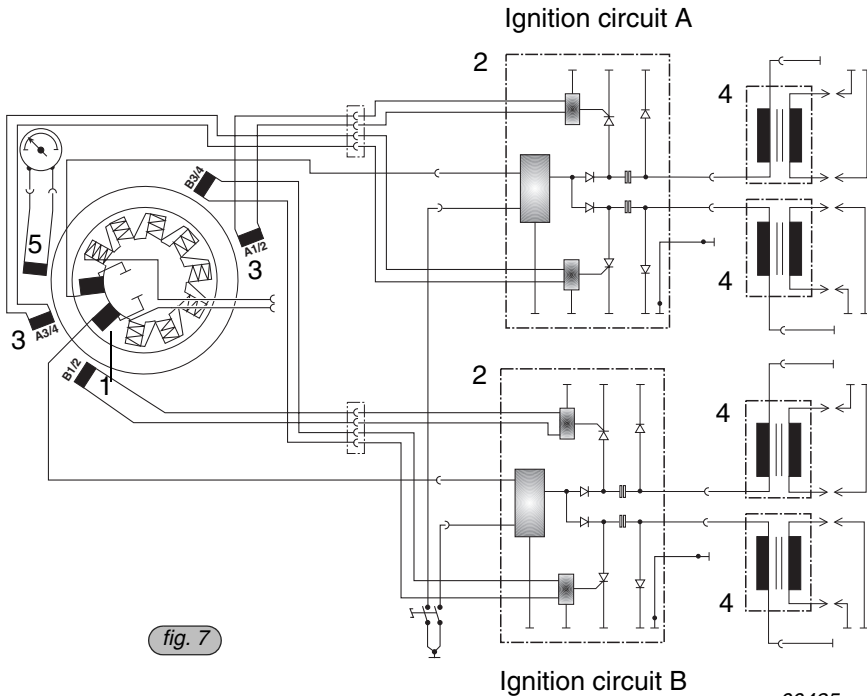 Ignition circuit A
2
4
B3/4
5
A1/2
3
4
3
A3/4
B1/2
1
2
4
4
fig. 7
Ignition circuit B